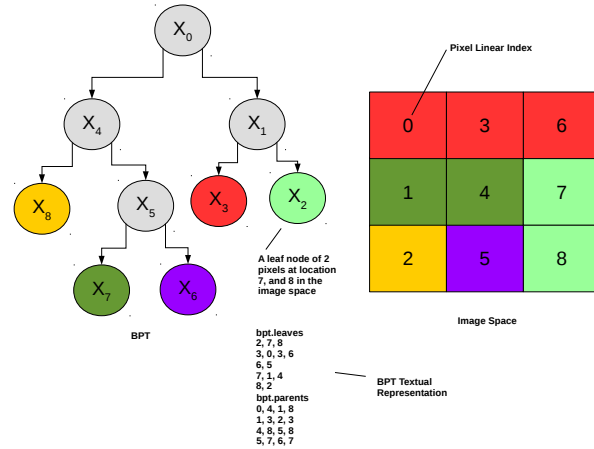 X0
Pixel Linear Index
X4
X1
0 3 6
X8
X5
X3
X2
1 4 7
A leaf node of 2
pixels at location
7, and 8 in the
image space
2 5 8
X7
X6
BPT
Image Space
bpt.leaves
2, 7, 8
3, 0, 3, 6
6, 5
7, 1, 4
8, 2
bpt.parents
0, 4, 1, 8
1, 3, 2, 3
4, 8, 5, 8
5, 7, 6, 7
BPT Textual
Representation